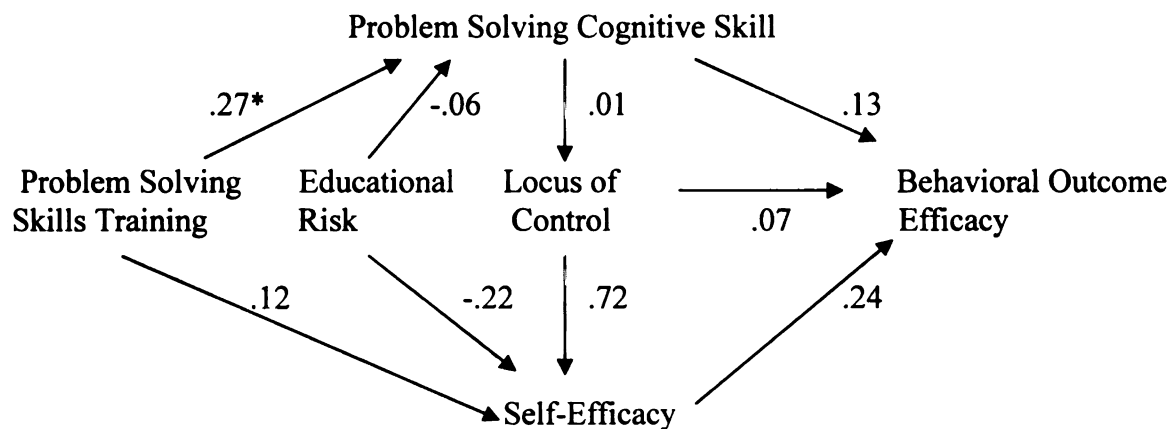 Problem Solving Cognitive Skill
.27*
-.06
.01
.13
Problem Solving
Skills Training
Educational
Risk
Locus of
Control
.07
Behavioral Outcome
Efficacy
.12
-.22
.72
.24
Self-Efficacy